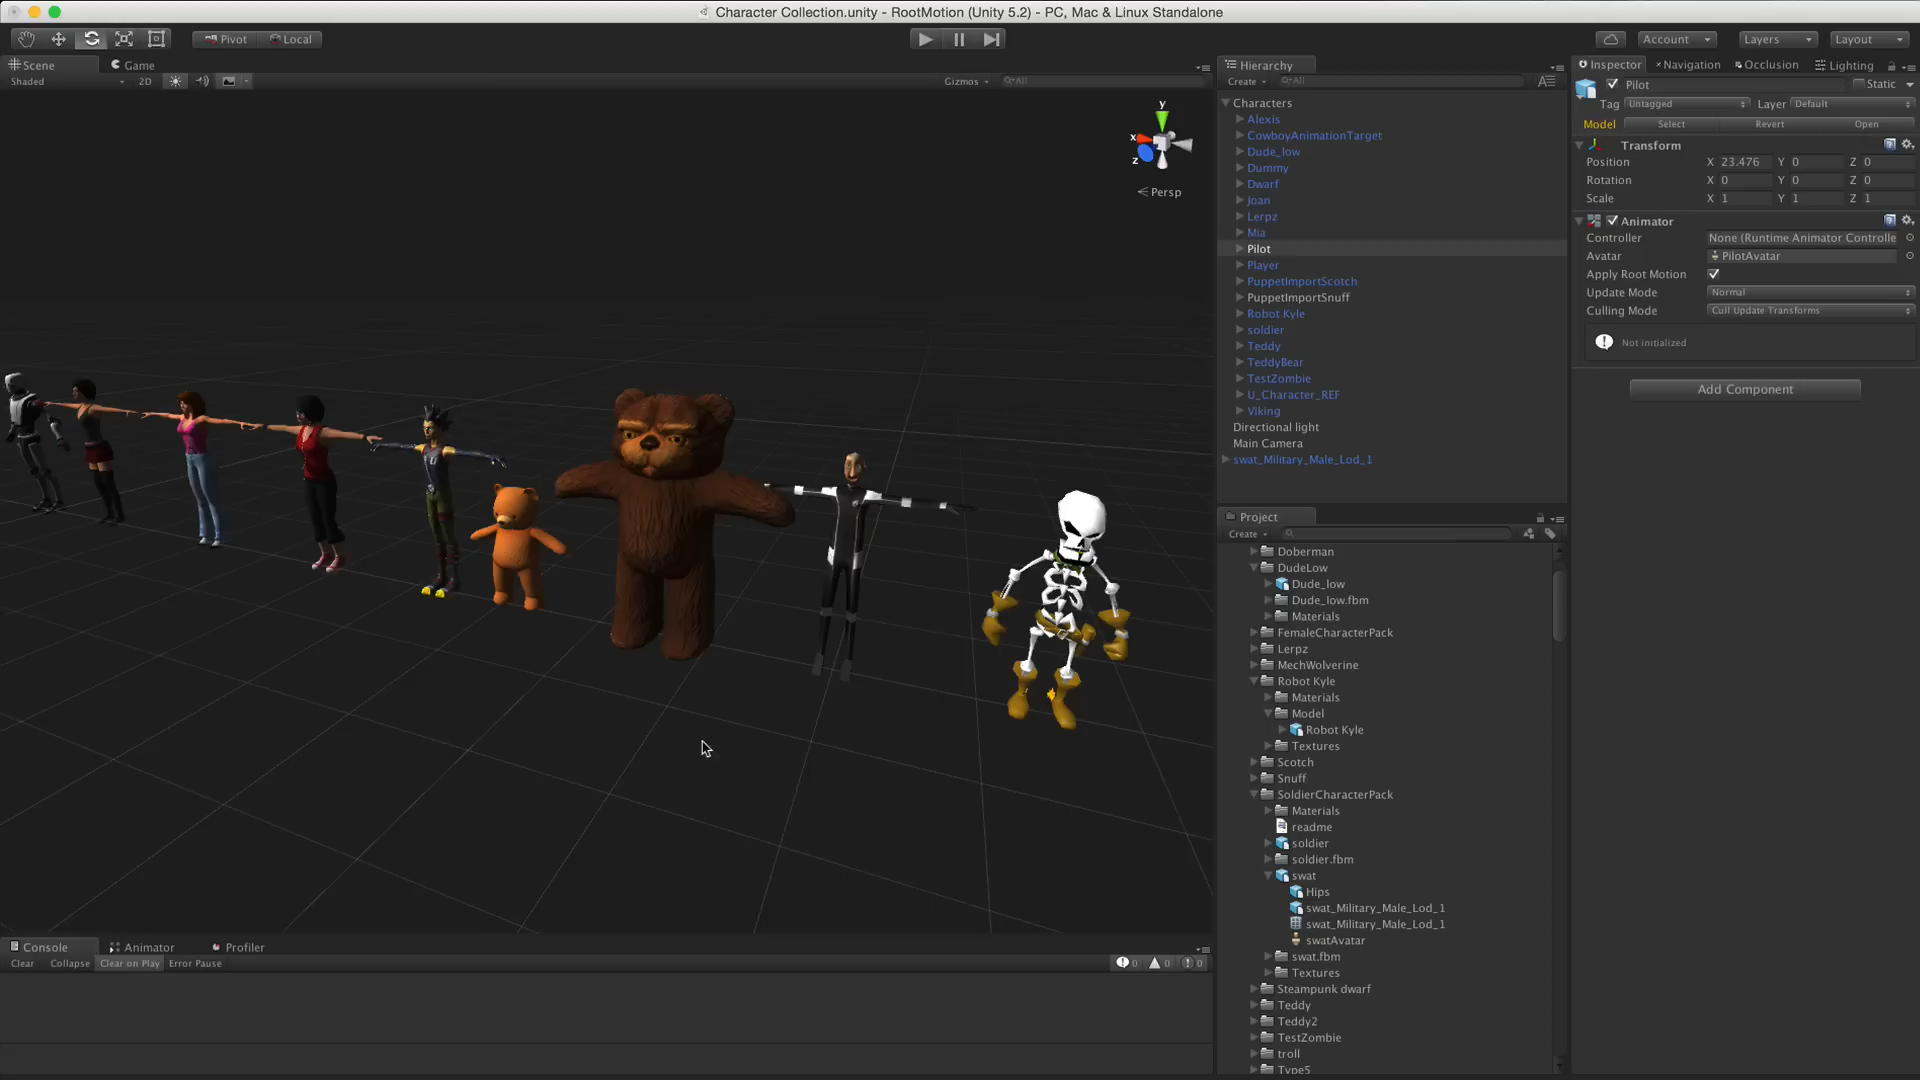 Character Collection.unity - RootMotion (Unity 5.2) - PC, Mac & Linux Standalone
Pivot Local
Account Layers Layout
Scene Game
Shaded 2D Gizmos All
y
x
z
Persp
Hierarchy
Create All
Characters
Alexis
CowboyAnimationTarget
Dude_low
Dummy
Dwarf
Joan
Lerpz
Mia
Pilot
Player
PuppetImportScotch
PuppetImportSnuff
Robot Kyle
soldier
Teddy
TeddyBear
TestZombie
U_Character_REF
Viking
Directional light
Main Camera
swat_Military_Male_Lod_1
Project
Create
Doberman
DudeLow
Dude_low
Dude_low.fbm
Materials
FemaleCharacterPack
Lerpz
MechWolverine
Robot Kyle
Materials
Model
Robot Kyle
Textures
Scotch
Snuff
SoldierCharacterPack
Materials
readme
soldier
soldier.fbm
swat
Hips
swat_Military_Male_Lod_1
swat_Military_Male_Lod_1
swatAvatar
swat.fbm
Textures
Steampunk dwarf
Teddy
Teddy2
TestZombie
troll
Type5
Inspector Navigation Occlusion Lighting
Pilot Static
Tag Untagged Layer Default
Model Select Revert Open
Transform
Position X 23.476 Y 0 Z 0
Rotation X 0 Y 0 Z 0
Scale X 1 Y 1 Z 1
Animator
Controller None (Runtime Animator Controlle
Avatar PilotAvatar
Apply Root Motion
Update Mode Normal
Culling Mode Cull Update Transforms
Not initialized
Add Component
Console Animator Profiler
Clear Collapse Clear on Play Error Pause 0 0 0